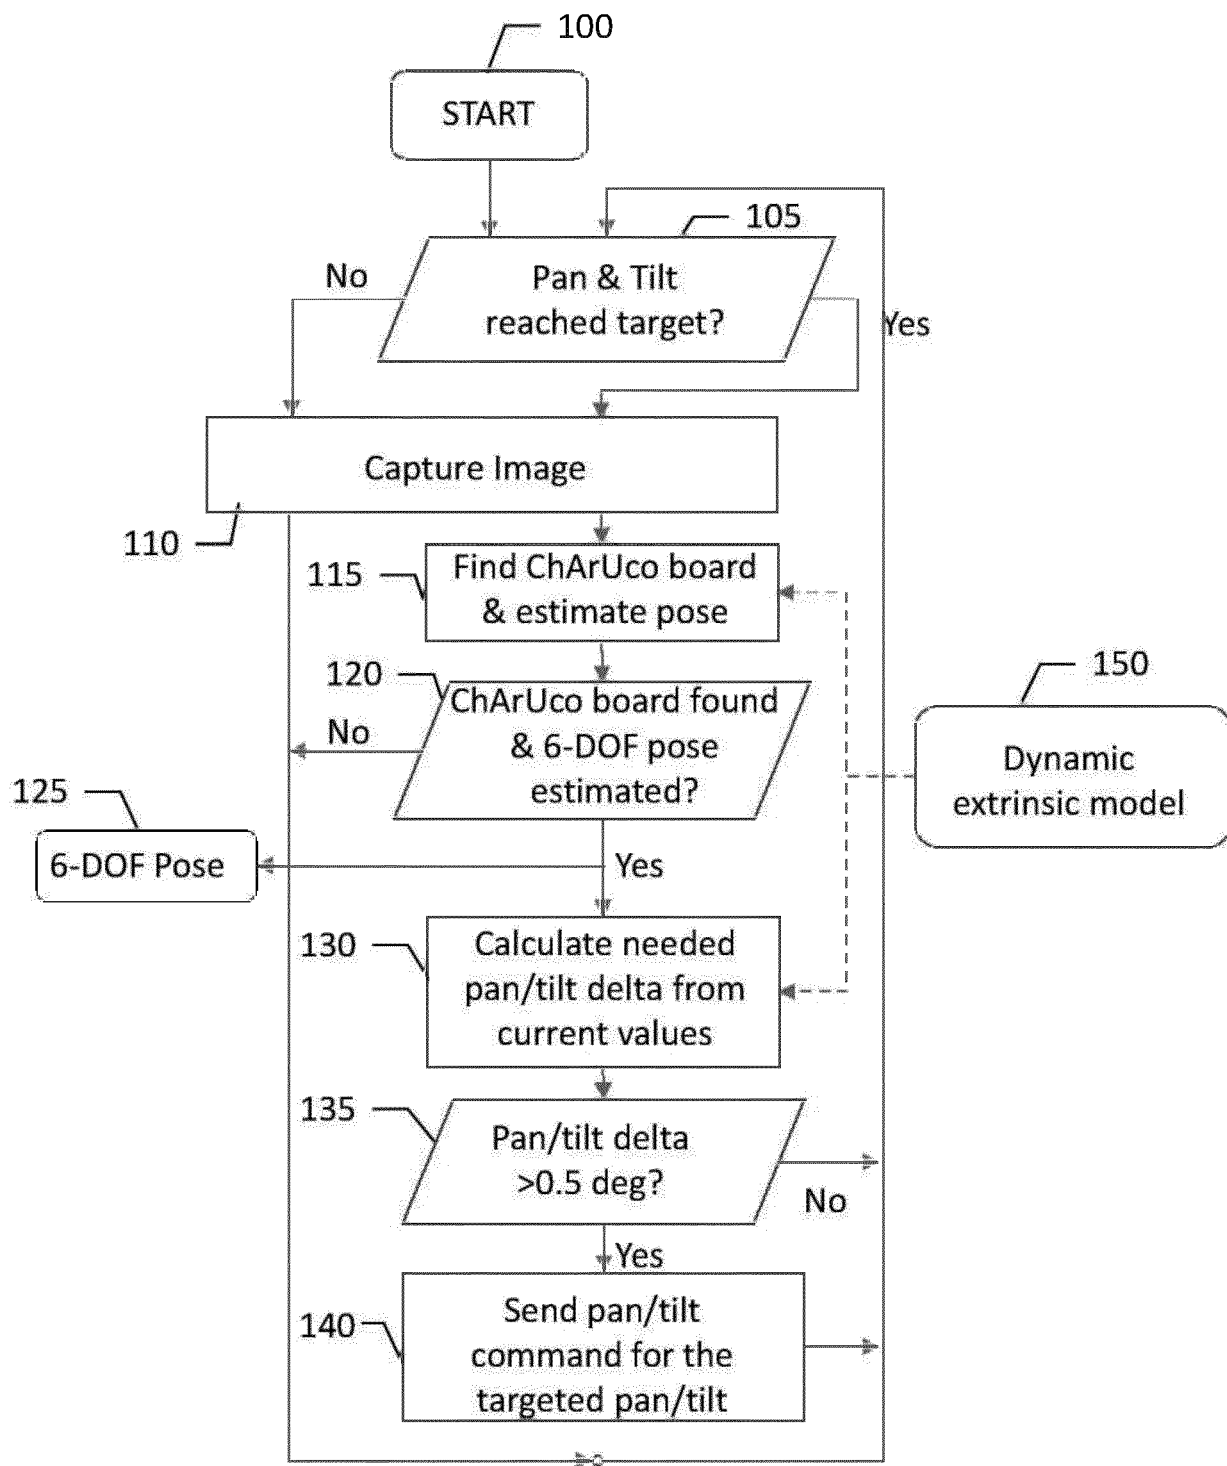 100
START
105
No
Pan & Tilt
reached target?
Yes
Capture Image
110
115
Find ChArUco board
& estimate pose
120
ChArUco board found
& 6-DOF pose
estimated?
No
150
Dynamic
extrinsic model
125
6-DOF Pose
Yes
130
Calculate needed
pan/tilt delta from
current values
135
Pan/tilt delta
>0.5 deg?
No
Yes
140
Send pan/tilt
command for the
targeted pan/tilt